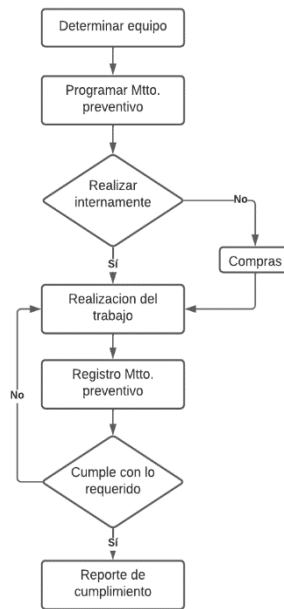 Determinar equipo
Programar Mtto.
preventivo
Realizar
internamente
No
Compras
Sí
Realizacion del
trabajo
Registro Mtto.
preventivo
No
Cumple con lo
requerido
Sí
Reporte de
cumplimiento